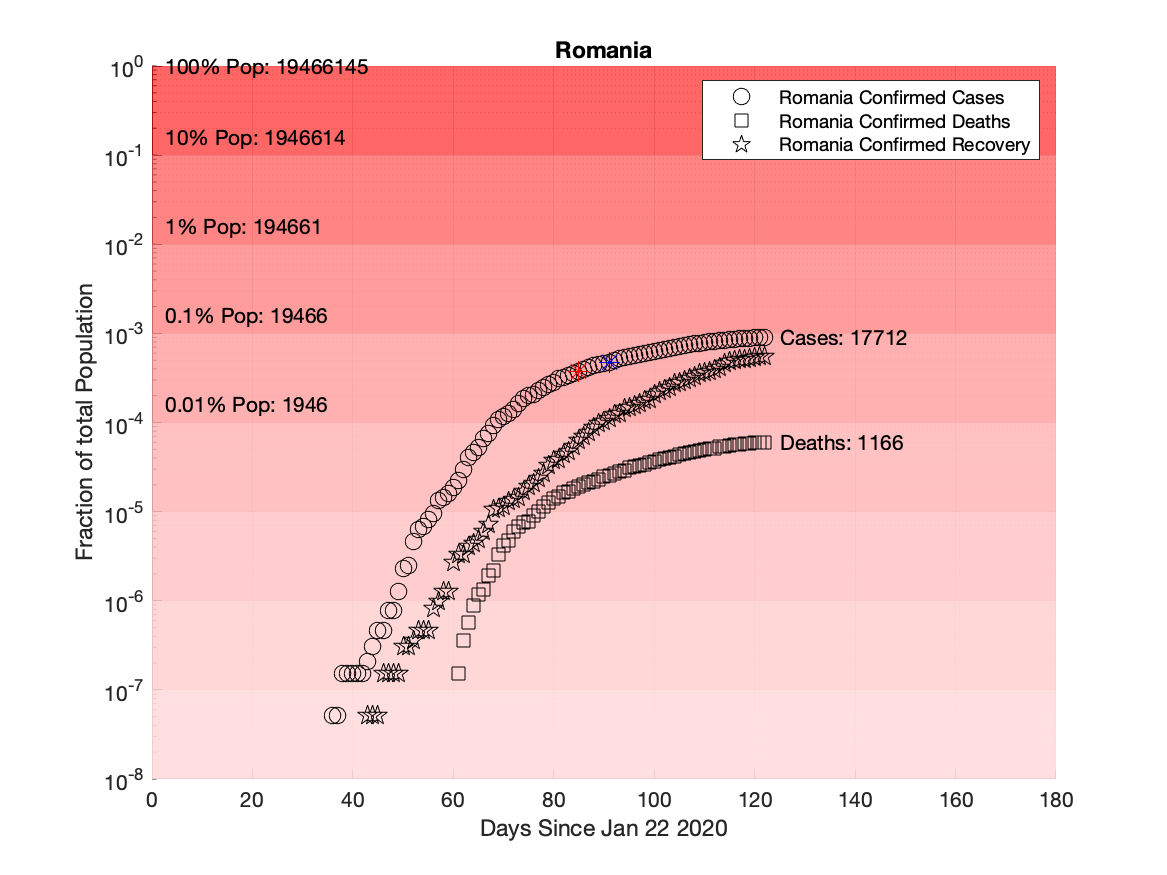 Romania
10^0
100% Pop: 19466145
Romania Confirmed Cases
Romania Confirmed Deaths
Romania Confirmed Recovery
10% Pop: 1946614
10^-1
1% Pop: 194661
10^-2
0.1% Pop: 19466
10^-3
Cases: 17712
0.01% Pop: 1946
10^-4
Deaths: 1166
10^-5
10^-6
10^-7
10^-8
Fraction of total Population
0 20 40 60 80 100 120 140 160 180
Days Since Jan 22 2020